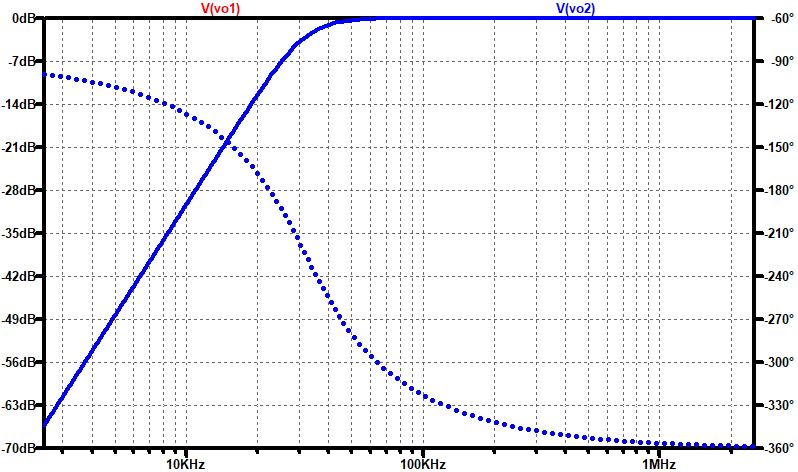 V(vo1) V(vo2)
0dB -60°
-7dB -90°
-14dB -120°
-21dB -150°
-28dB -180°
-35dB -210°
-42dB -240°
-49dB -270°
-56dB -300°
-63dB -330°
-70dB -360°
10KHz 100KHz 1MHz